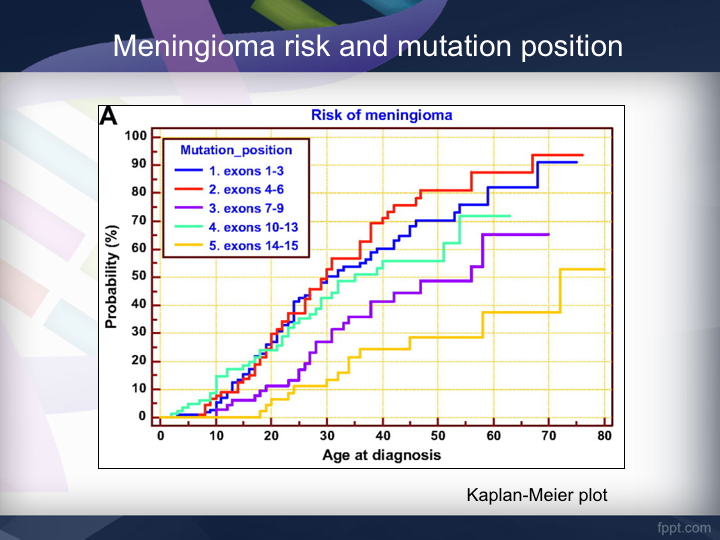 Meningioma risk and mutation position
A
Risk of meningioma
Mutation_position
1. exons 1-3
2. exons 4-6
3. exons 7-9
4. exons 10-13
5. exons 14-15
Probability (%)
100
90
80
70
60
50
40
30
20
10
0
0 10 20 30 40 50 60 70 80
Age at diagnosis
Kaplan-Meier plot
fppt.com